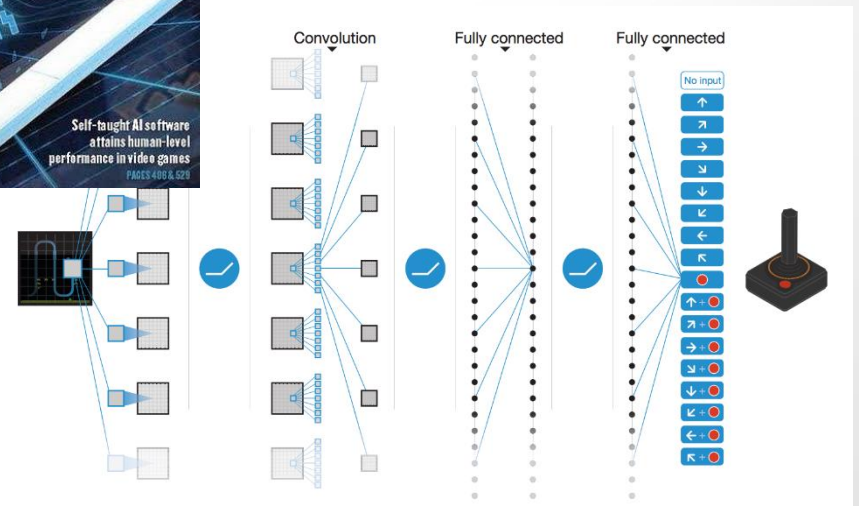 Self-taught AI software
attains human-level
performance in video games
PAGES 486 & 529
Convolution
Fully connected
Fully connected
No input
↑
↗
→
↘
↓
↙
←
↖
↑ +
↗ +
→ +
↘ +
↓ +
↙ +
← +
↖ +